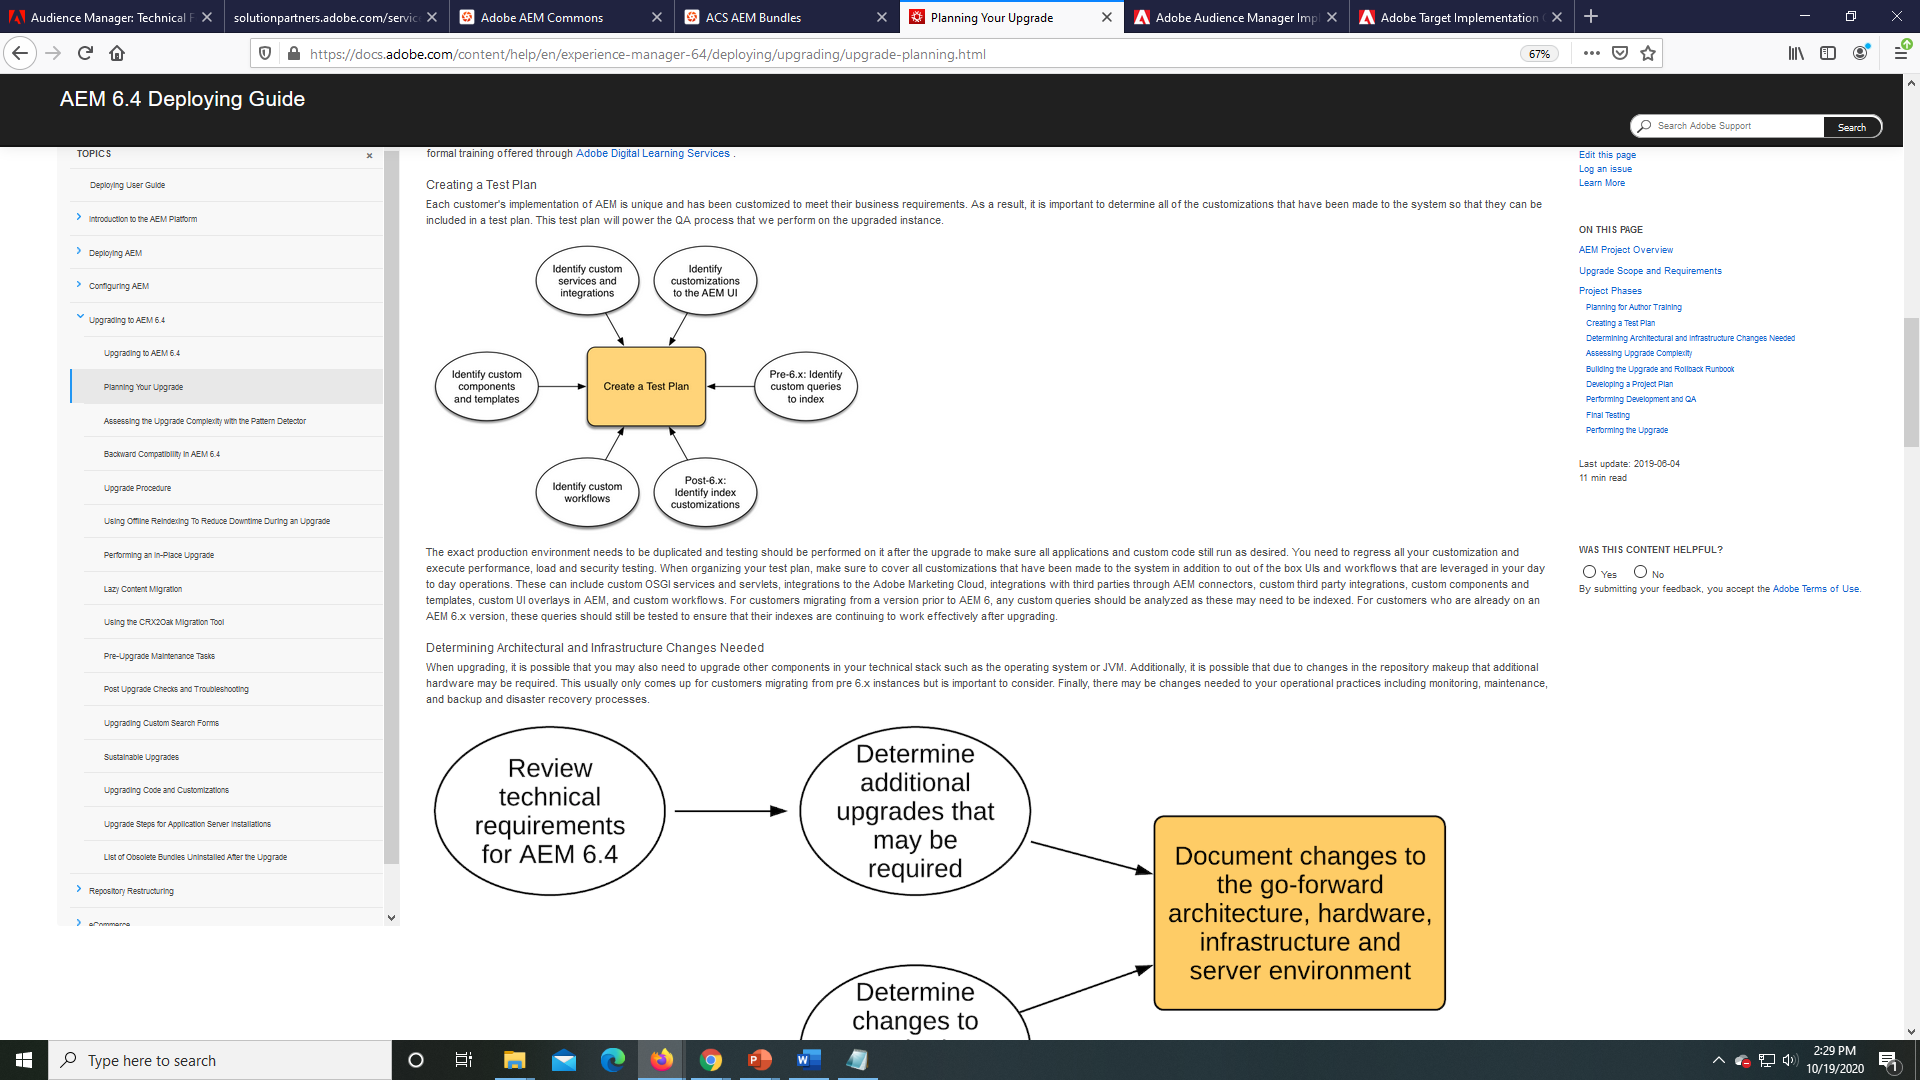 Audience Manager: Technical F
solutionpartners.adobe.com/servic
Adobe AEM Commons
ACS AEM Bundles
Planning Your Upgrade
Adobe Audience Manager Imp
Adobe Target Implementation
https://docs.adobe.com/content/help/en/experience-manager-64/deploying/upgrading/upgrade-planning.html
67%
AEM 6.4 Deploying Guide
Search Adobe Support
Search
TOPICS
Deploying User Guide
Introduction to the AEM Platform
Deploying AEM
Configuring AEM
Upgrading to AEM 6.4
Upgrading to AEM 6.4
Planning Your Upgrade
Assessing the Upgrade Complexity with the Pattern Detector
Backward Compatibility in AEM 6.4
Upgrade Procedure
Using Offline Reindexing To Reduce Downtime During an Upgrade
Performing an In-Place Upgrade
Lazy Content Migration
Using the CRX2Oak Migration Tool
Pre-Upgrade Maintenance Tasks
Post Upgrade Checks and Troubleshooting
Upgrading Custom Search Forms
Sustainable Upgrades
Upgrading Code and Customizations
Upgrade Steps for Application Server Installations
List of Obsolete Bundles Uninstalled After the Upgrade
Repository Restructuring
eCommerce
formal training offered through Adobe Digital Learning Services .
Creating a Test Plan
Each customer's implementation of AEM is unique and has been customized to meet their business requirements. As a result, it is important to determine all of the customizations that have been made to the system so that they can be
included in a test plan. This test plan will power the QA process that we perform on the upgraded instance.
Identify custom
services and
integrations
Identify
customizations
to the AEM UI
Identify custom
components
and templates
Create a Test Plan
Pre-6.x: Identify
custom queries
to index
Identify custom
workflows
Post-6.x:
Identify index
customizations
The exact production environment needs to be duplicated and testing should be performed on it after the upgrade to make sure all applications and custom code still run as desired. You need to regress all your customization and
execute performance, load and security testing. When organizing your test plan, make sure to cover all customizations that have been made to the system in addition to out of the box UIs and workflows that are leveraged in your day
to day operations. These can include custom OSGI services and servlets, integrations to the Adobe Marketing Cloud, integrations with third parties through AEM connectors, custom third party integrations, custom components and
templates, custom UI overlays in AEM, and custom workflows. For customers migrating from a version prior to AEM 6, any custom queries should be analyzed as these may need to be indexed. For customers who are already on an
AEM 6.x version, these queries should still be tested to ensure that their indexes are continuing to work effectively after upgrading.
Determining Architectural and Infrastructure Changes Needed
When upgrading, it is possible that you may also need to upgrade other components in your technical stack such as the operating system or JVM. Additionally, it is possible that due to changes in the repository makeup that additional
hardware may be required. This usually only comes up for customers migrating from pre 6.x instances but is important to consider. Finally, there may be changes needed to your operational practices including monitoring, maintenance,
and backup and disaster recovery processes.
Review
technical
requirements
for AEM 6.4
Determine
additional
upgrades that
may be
required
Document changes to
the go-forward
architecture, hardware,
infrastructure and
server environment
Determine
changes to
Edit this page
Log an issue
Learn More
ON THIS PAGE
AEM Project Overview
Upgrade Scope and Requirements
Project Phases
Planning for Author Training
Creating a Test Plan
Determining Architectural and Infrastructure Changes Needed
Assessing Upgrade Complexity
Building the Upgrade and Rollback Runbook
Developing a Project Plan
Performing Development and QA
Final Testing
Performing the Upgrade
Last update: 2019-06-04
11 min read
WAS THIS CONTENT HELPFUL?
Yes No
By submitting your feedback, you accept the Adobe Terms of Use.
Type here to search
2:29 PM
10/19/2020
1